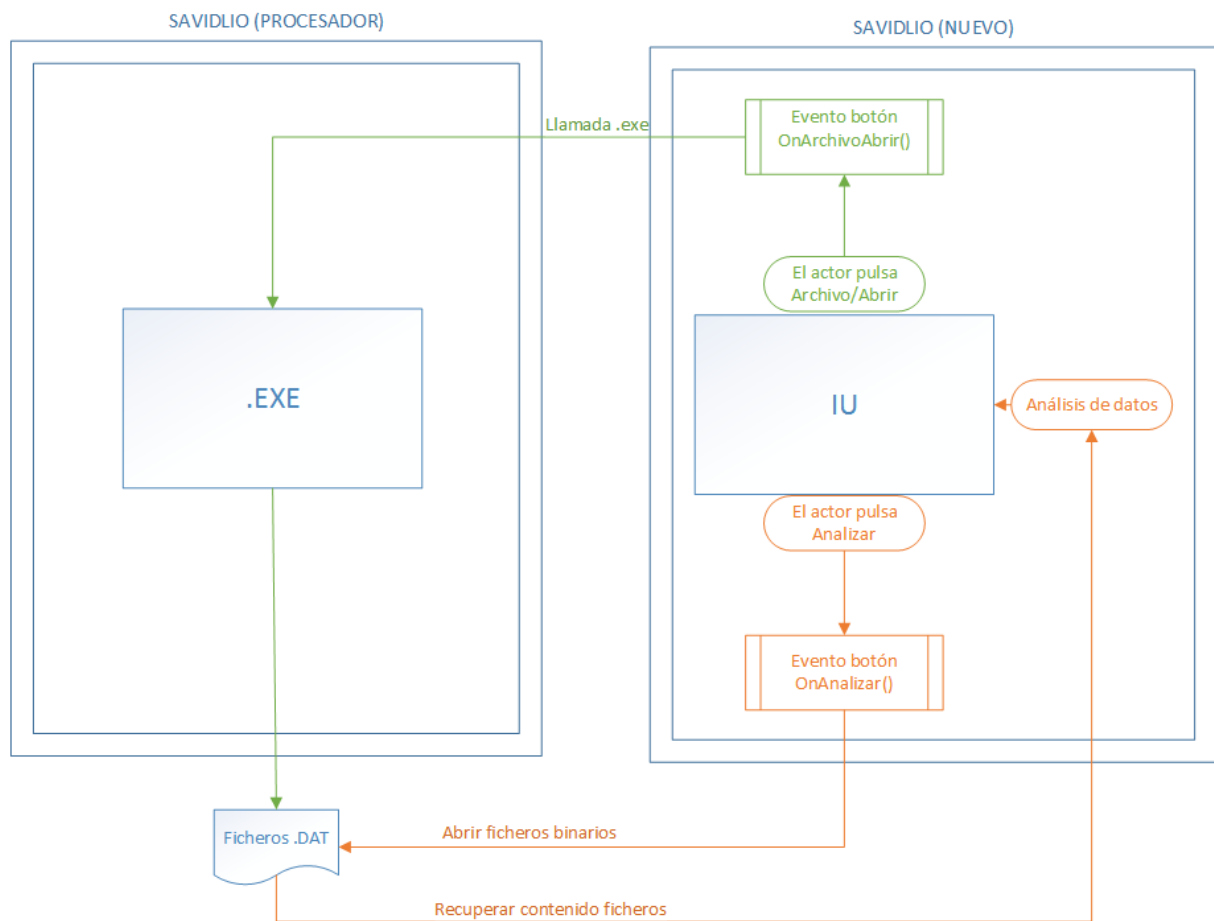 SAVIDLIO (PROCESADOR)
SAVIDLIO (NUEVO)
Llamada .exe
Evento botón
OnArchivoAbrir()
El actor pulsa
Archivo/Abrir
.EXE
IU
Análisis de datos
El actor pulsa
Analizar
Evento botón
OnAnalizar()
Ficheros .DAT
Abrir ficheros binarios
Recuperar contenido ficheros